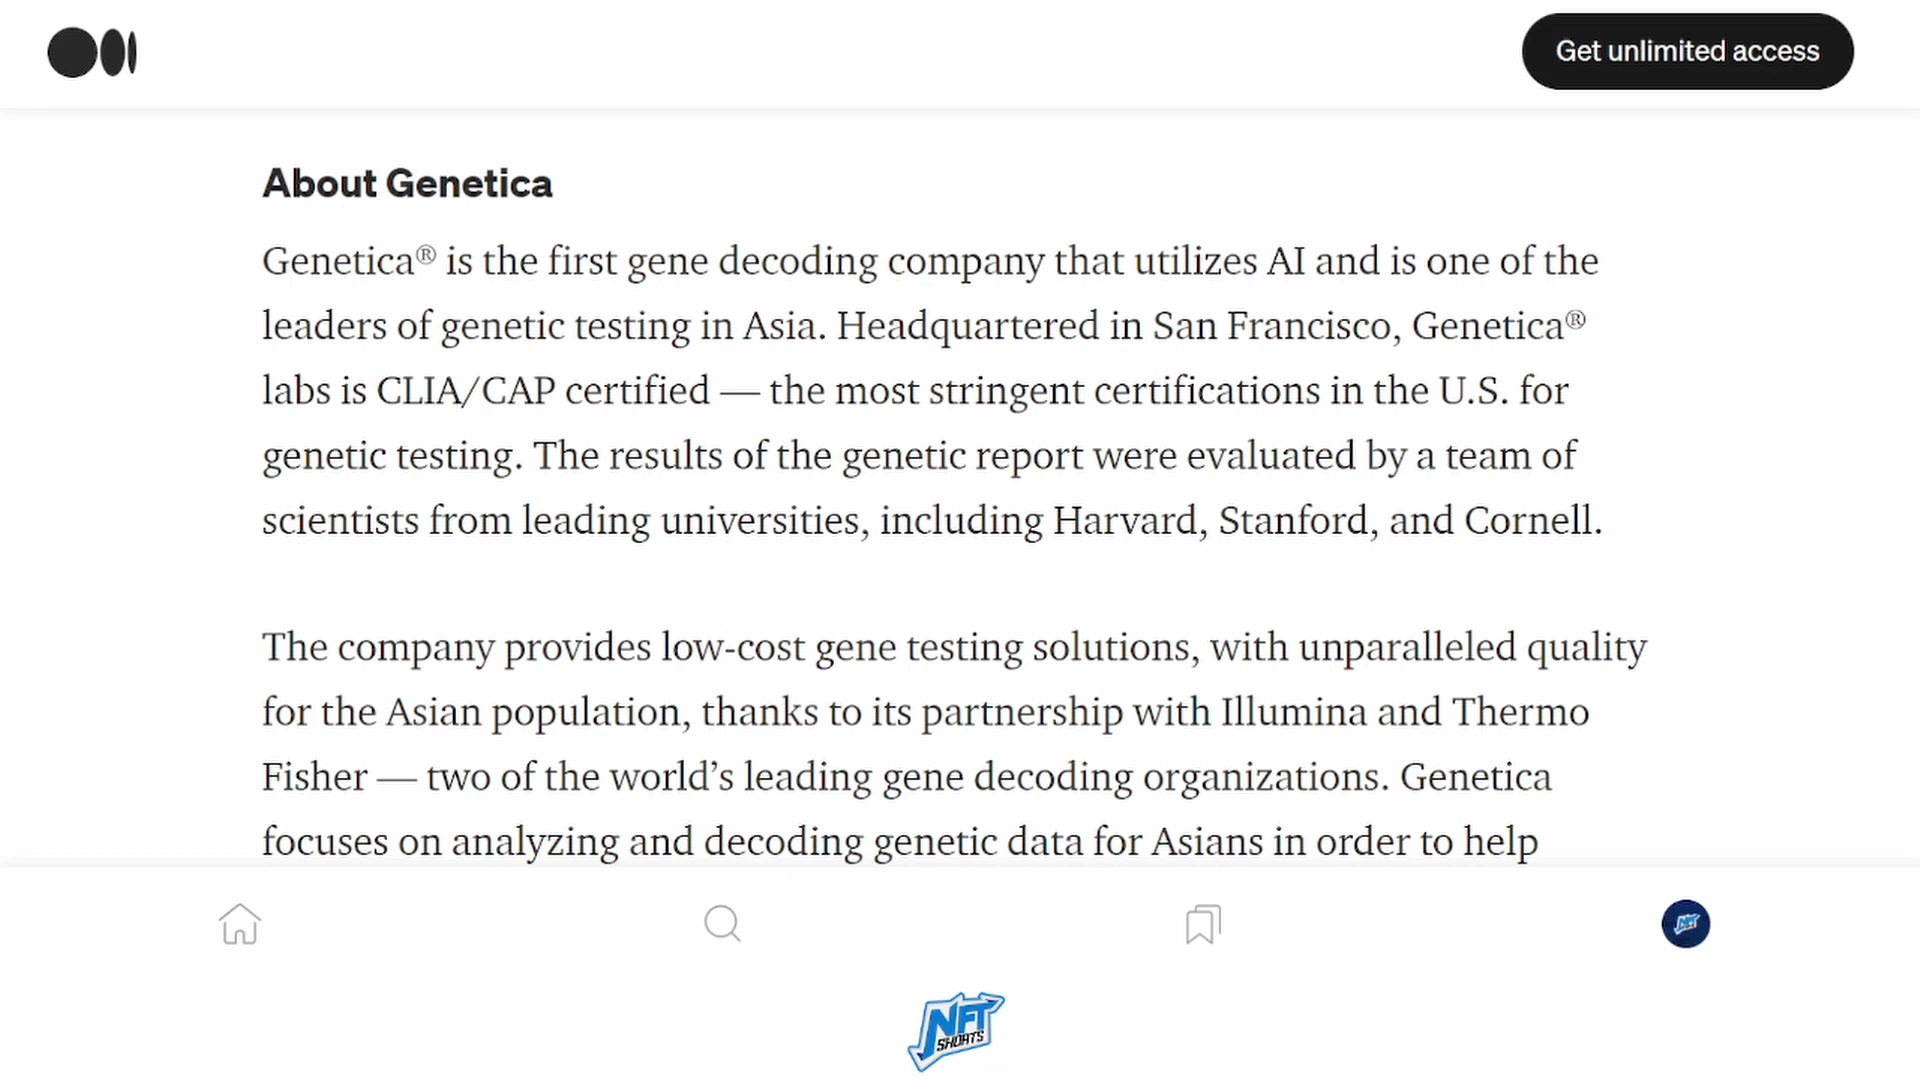 Get unlimited access
About Genetica
Genetica® is the first gene decoding company that utilizes AI and is one of the
leaders of genetic testing in Asia. Headquartered in San Francisco, Genetica®
labs is CLIA/CAP certified — the most stringent certifications in the U.S. for
genetic testing. The results of the genetic report were evaluated by a team of
scientists from leading universities, including Harvard, Stanford, and Cornell.
The company provides low-cost gene testing solutions, with unparalleled quality
for the Asian population, thanks to its partnership with Illumina and Thermo
Fisher — two of the world’s leading gene decoding organizations. Genetica
focuses on analyzing and decoding genetic data for Asians in order to help
NFT
NFT
SHORTS